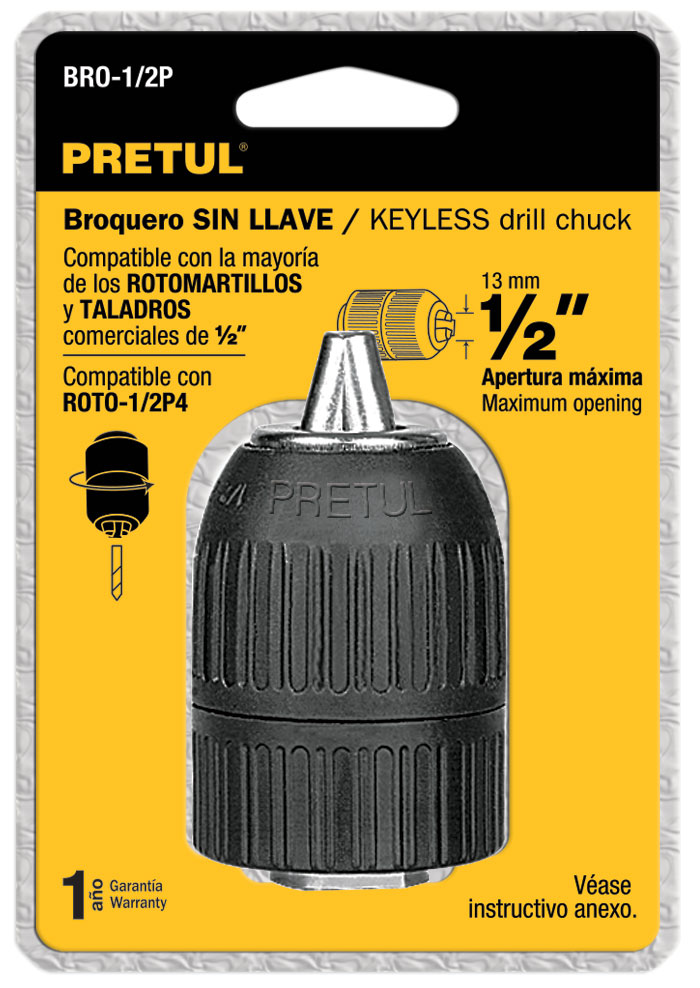 BRO-1/2P
PRETUL®
Broquero SIN LLAVE / KEYLESS drill chuck
Compatible con la mayoría
de los ROTOMARTILLOS
y TALADROS
comerciales de ½"
Compatible con
ROTO-1/2P4
13 mm
½"
Apertura máxima
Maximum opening
PRETUL
1 año
Garantía
Warranty
Véase
instructivo anexo.